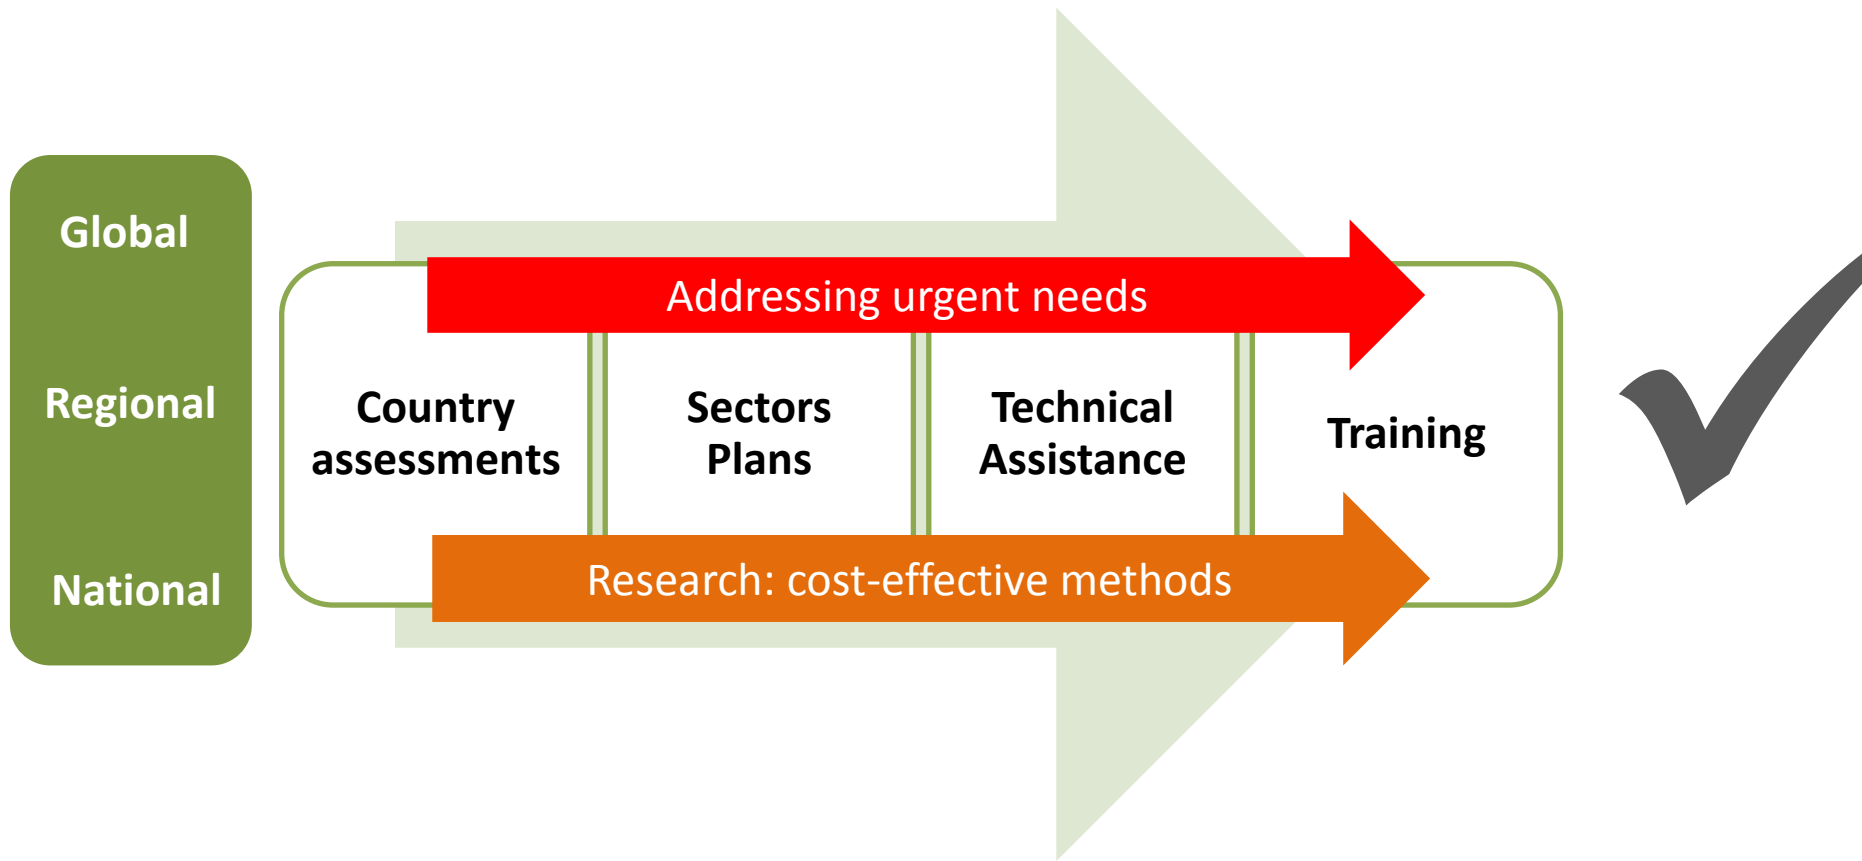 Global
Regional
National
Addressing urgent needs
Country
assessments
Sectors
Plans
Technical
Assistance
Training
Research: cost-effective methods